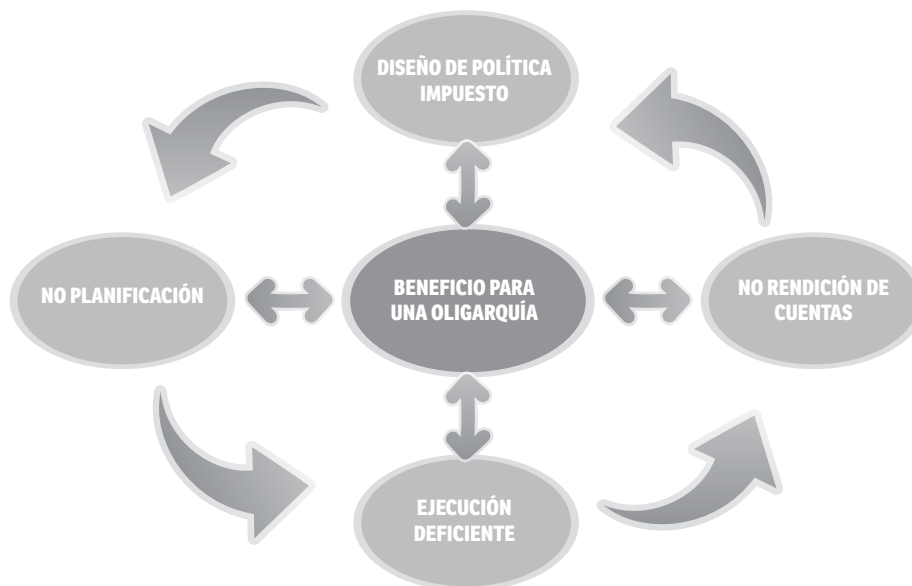 DISEÑO DE POLÍTICA
IMPUESTO
NO PLANIFICACIÓN
BENEFICIO PARA
UNA OLIGARQUÍA
NO RENDICIÓN DE
CUENTAS
EJECUCIÓN
DEFICIENTE